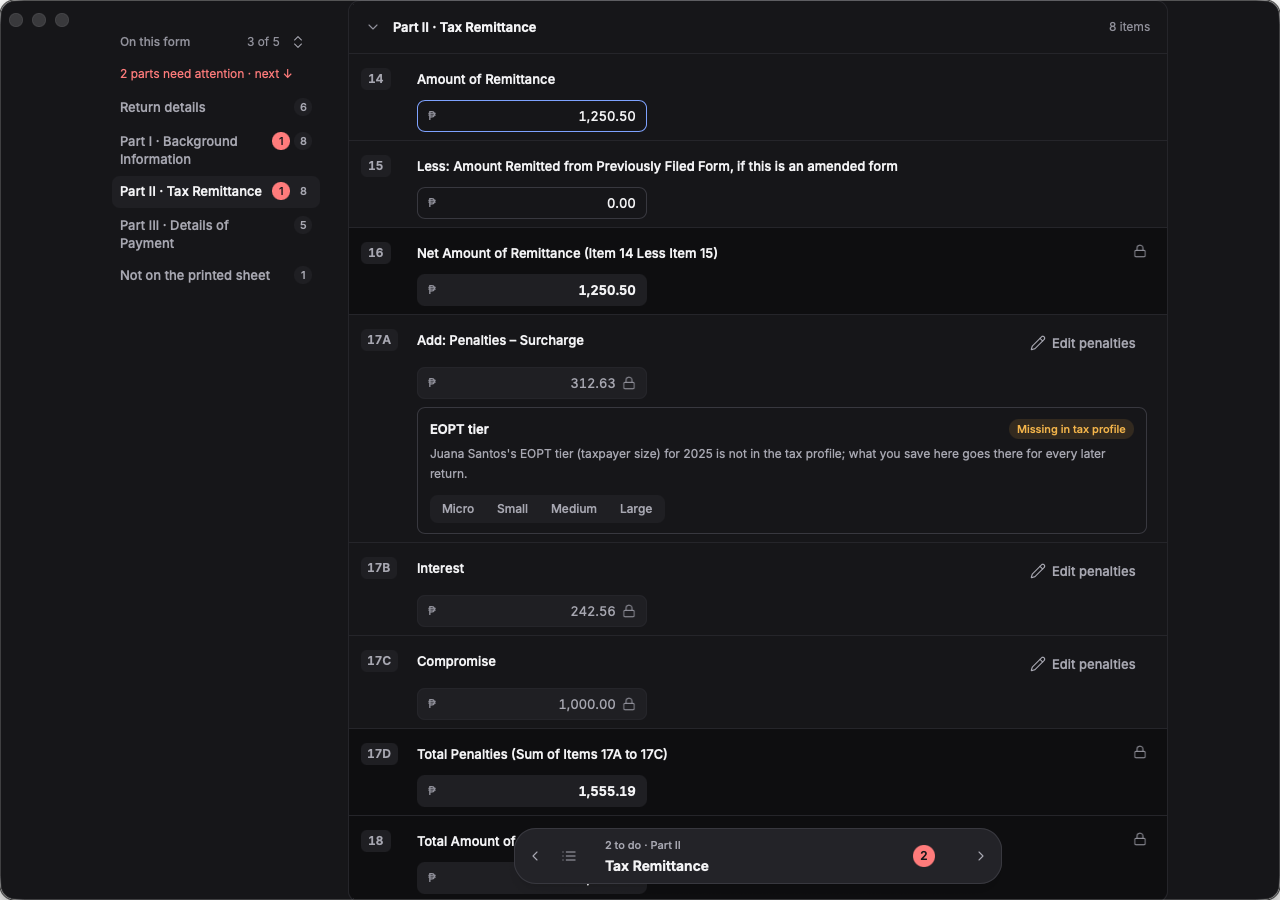 On this form
3 of 5
2 parts need attention · next ↓
Return details
6
Part I · Background
Information
1
8
Part II · Tax Remittance
1
8
Part III · Details of
Payment
5
Not on the printed sheet
1
Part II · Tax Remittance
8 items
14
Amount of Remittance
₱ 1,250.50
15
Less: Amount Remitted from Previously Filed Form, if this is an amended form
₱ 0.00
16
Net Amount of Remittance (Item 14 Less Item 15)
₱ 1,250.50
17A
Add: Penalties – Surcharge
Edit penalties
₱ 312.63
EOPT tier
Missing in tax profile
Juana Santos's EOPT tier (taxpayer size) for 2025 is not in the tax profile; what you save here goes there for every later
return.
Micro Small Medium Large
17B
Interest
Edit penalties
₱ 242.56
17C
Compromise
Edit penalties
₱ 1,000.00
17D
Total Penalties (Sum of Items 17A to 17C)
₱ 1,555.19
18
Total Amount of
₱
2 to do · Part II
Tax Remittance
2